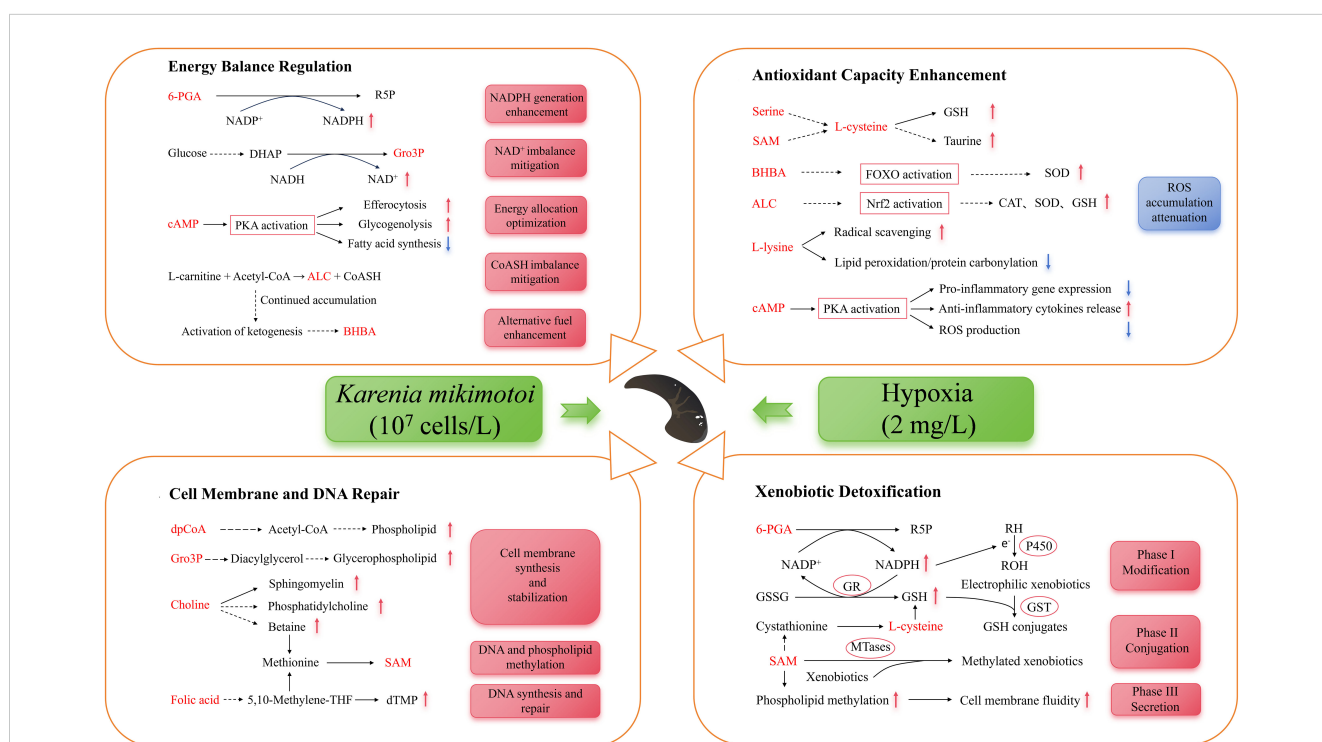 Energy Balance Regulation
6-PGA
R5P
NADP⁺
NADPH
NADPH generation
enhancement
Glucose
DHAP
Gro3P
NADH
NAD⁺
NAD⁺ imbalance
mitigation
cAMP
PKA activation
Efferocytosis
Glycogenolysis
Fatty acid synthesis
Energy allocation
optimization
L-carnitine + Acetyl-CoA → ALC + CoASH
Continued accumulation
Activation of ketogenesis
BHBA
CoASH imbalance
mitigation
Alternative fuel
enhancement
Antioxidant Capacity Enhancement
Serine
SAM
L-cysteine
GSH
Taurine
BHBA
FOXO activation
SOD
ALC
Nrf2 activation
CAT、SOD、GSH
L-lysine
Radical scavenging
Lipid peroxidation/protein carbonylation
cAMP
PKA activation
Pro-inflammatory gene expression
Anti-inflammatory cytokines release
ROS production
ROS
accumulation
attenuation
Karenia mikimotoi
(10⁷ cells/L)
Hypoxia
(2 mg/L)
Cell Membrane and DNA Repair
dpCoA
Acetyl-CoA
Phospholipid
Gro3P
Diacylglycerol
Glycerophospholipid
Choline
Sphingomyelin
Phosphatidylcholine
Betaine
Methionine
SAM
Folic acid
5,10-Methylene-THF
dTMP
Cell membrane
synthesis
and
stabilization
DNA and phospholipid
methylation
DNA synthesis and
repair
Xenobiotic Detoxification
6-PGA
R5P
NADP⁺
NADPH
RH
e⁻
P450
ROH
GR
GSSG
GSH
Electrophilic xenobiotics
GST
GSH conjugates
Cystathionine
L-cysteine
MTases
SAM
Xenobiotics
Methylated xenobiotics
Phospholipid methylation
Cell membrane fluidity
Phase I
Modification
Phase II
Conjugation
Phase III
Secretion